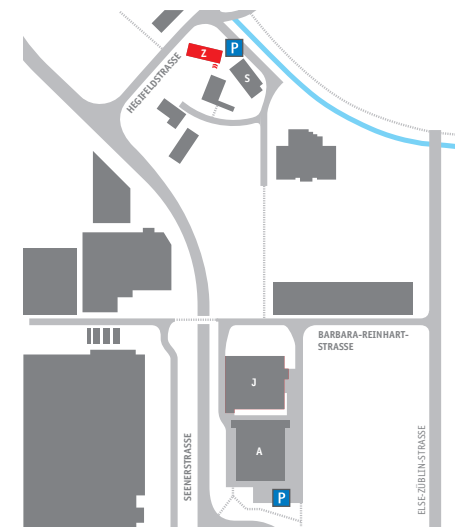 P
Z
S
HEGIFELDSTRASSE
BARBARA-REINHART-
STRASSE
J
A
SEENERSTRASSE
ELSE-ZÜBLIN-STRASSE
P